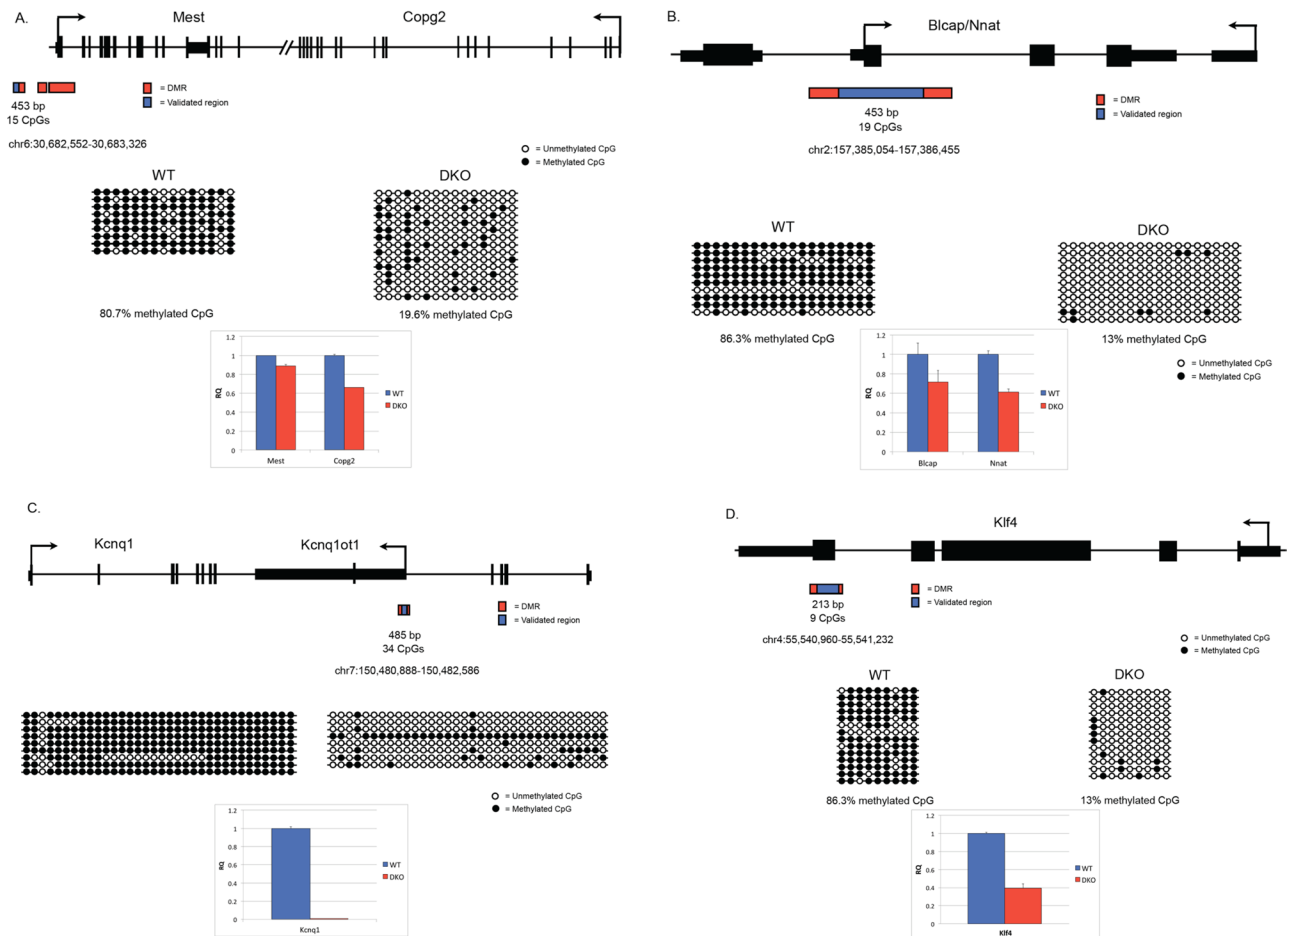 A.
Mest
Copg2
= DMR
= Validated region
453 bp
15 CpGs
chr6:30,682,552-30,683,326
= Unmethylated CpG
= Methylated CpG
WT
DKO
80.7% methylated CpG
19.6% methylated CpG
1.2
1
0.8
0.6
0.4
0.2
0
RQ
WT
DKO
Mest
Copg2
B.
Blcap/Nnat
= DMR
= Validated region
453 bp
19 CpGs
chr2:157,385,054-157,386,455
WT
DKO
86.3% methylated CpG
13% methylated CpG
= Unmethylated CpG
= Methylated CpG
1.2
1
0.8
0.6
0.4
0.2
0
RQ
WT
DKO
Blcap
Nnat
C.
Kcnq1
Kcnq1ot1
= DMR
= Validated region
485 bp
34 CpGs
chr7:150,480,888-150,482,586
= Unmethylated CpG
= Methylated CpG
1.2
1
0.8
0.6
0.4
0.2
0
RQ
WT
DKO
Kcnq1
D.
Klf4
= DMR
= Validated region
213 bp
9 CpGs
chr4:55,540,960-55,541,232
= Unmethylated CpG
= Methylated CpG
WT
DKO
86.3% methylated CpG
13% methylated CpG
1.2
1
0.8
0.6
0.4
0.2
0
RQ
WT
DKO
Klf4